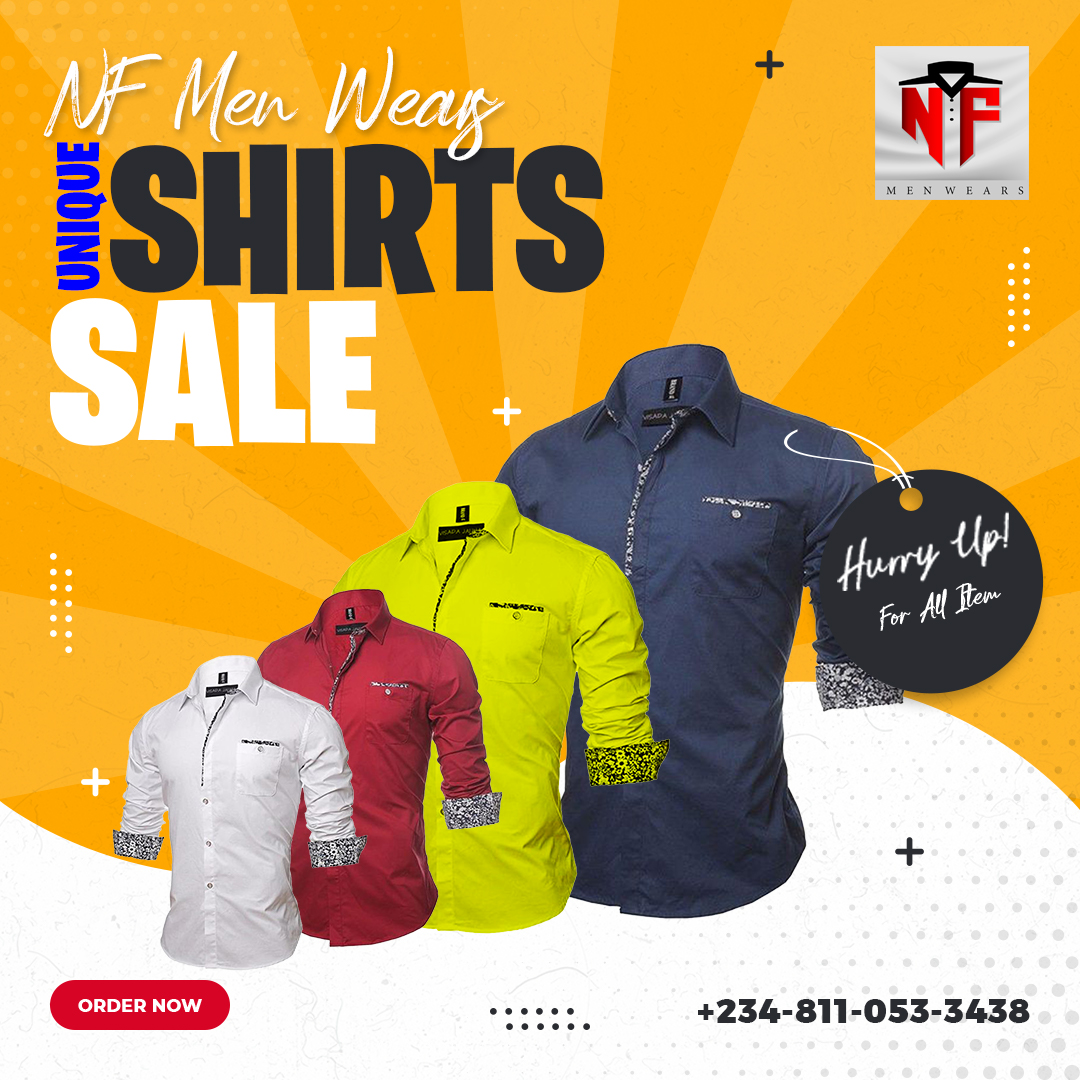 NF Men Wears
UNIQUE
SHIRTS
SALE
NF
MEN WEARS
Hurry Up!
For All Item
ORDER NOW
+234-811-053-3438